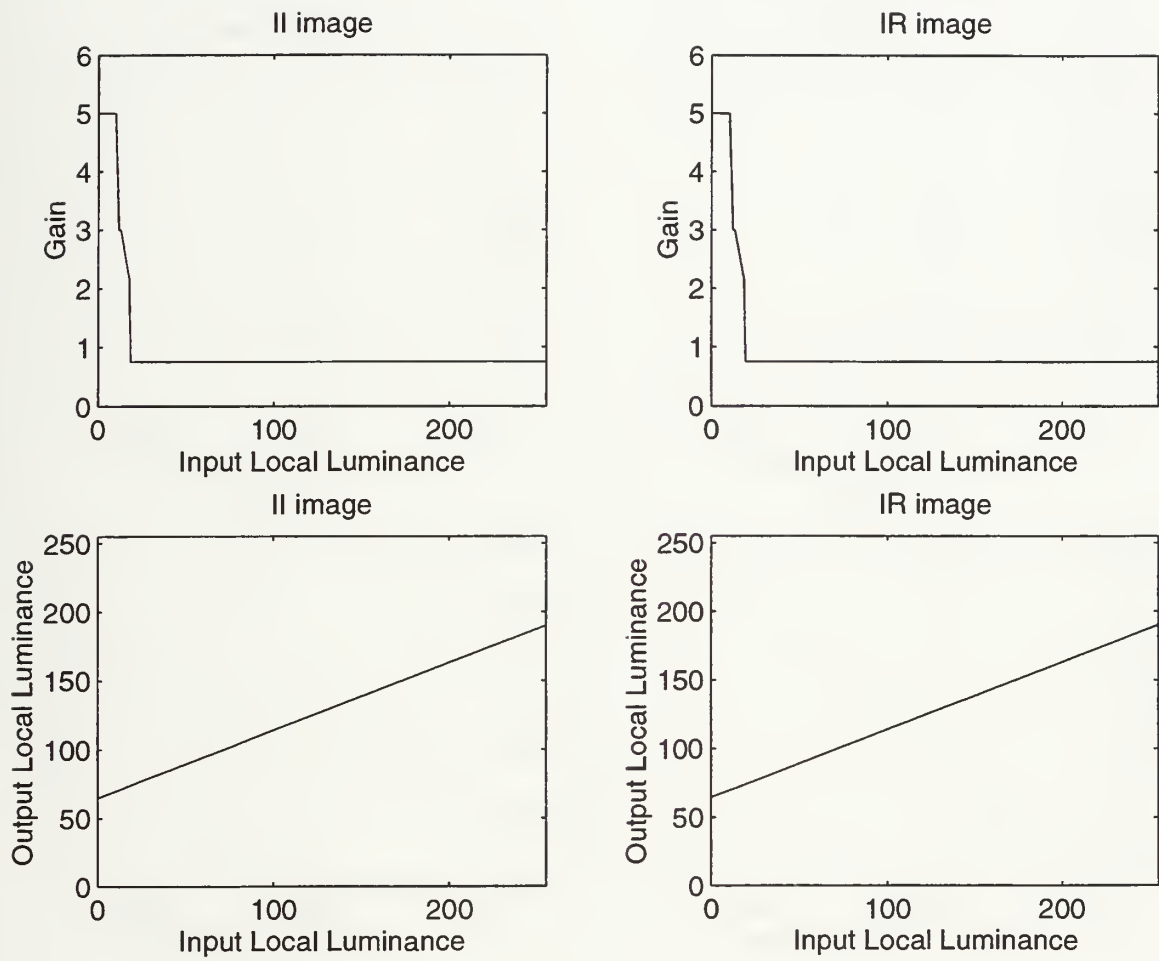 II image
6
5
4
3
2
1
0
Gain
0 100 200
Input Local Luminance
IR image
6
5
4
3
2
1
0
Gain
0 100 200
Input Local Luminance
II image
250
200
150
100
50
0
Output Local Luminance
0 100 200
Input Local Luminance
IR image
250
200
150
100
50
0
Output Local Luminance
0 100 200
Input Local Luminance